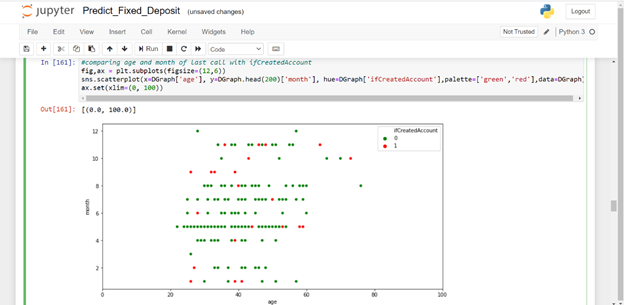 jupyter Predict_Fixed_Deposit (unsaved changes)
Logout
File Edit View Insert Cell Kernel Widgets Help
Not Trusted Python 3
Run Code
In [161]: #comparing age and month of last call with ifCreatedAccount
fig,ax = plt.subplots(figsize=(12,6))
sns.scatterplot(x=DGraph['age'], y=DGraph.head(200)['month'], hue=DGraph['ifCreatedAccount'],palette=['green','red'],data=DGraph
ax.set(xlim=(0, 100))
Out[161]: [(0.0, 100.0)]
ifCreatedAccount
0
1
12
10
8
6
4
2
month
0 20 40 60 80 100
age